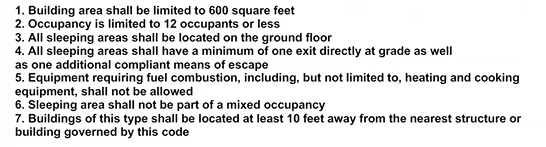 1. Building area shall be limited to 600 square feet
2. Occupancy is limited to 12 occupants or less
3. All sleeping areas shall be located on the ground floor
4. All sleeping areas shall have a minimum of one exit directly at grade as well
as one additional compliant means of escape
5. Equipment requiring fuel combustion, including, but not limited to, heating and cooking
equipment, shall not be allowed
6. Sleeping area shall not be part of a mixed occupancy
7. Buildings of this type shall be located at least 10 feet away from the nearest structure or
building governed by this code